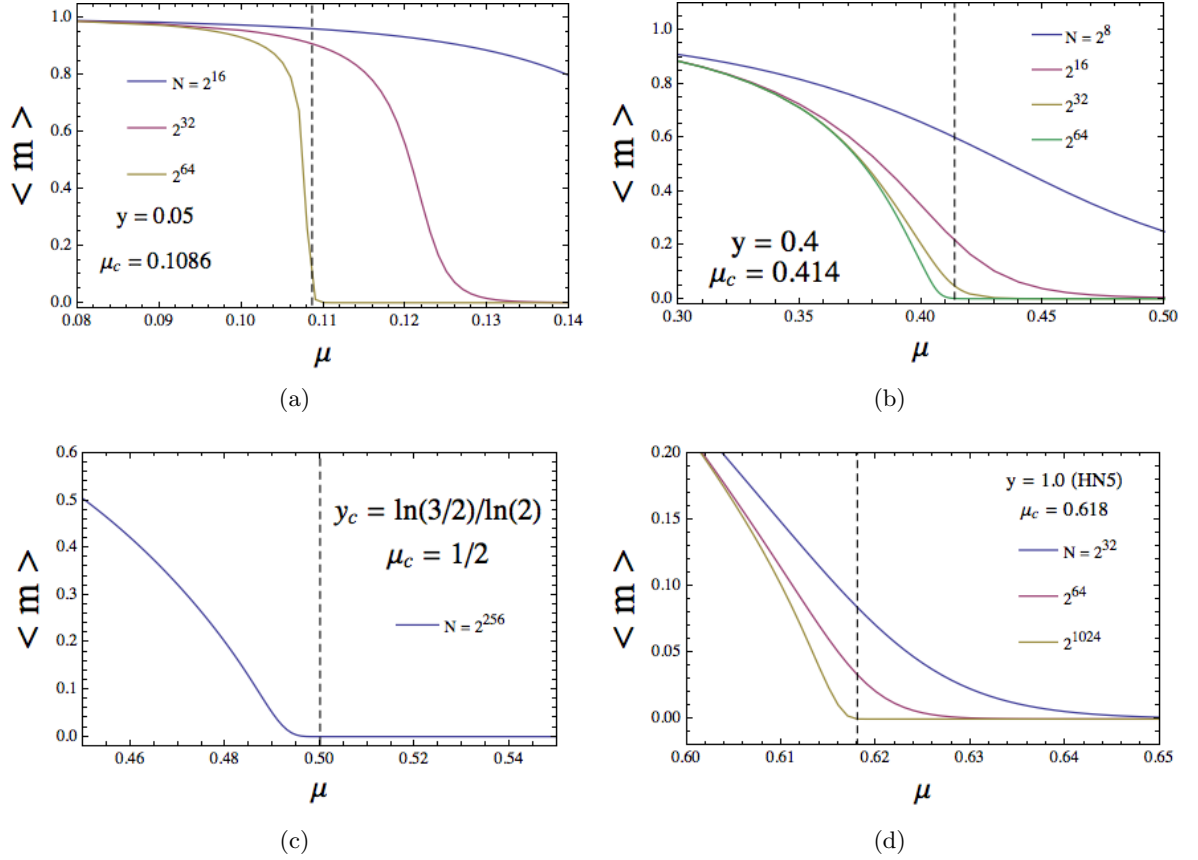 1.0
0.8
0.6
0.4
0.2
0.0
< m >
N = 2^16
2^32
2^64
y = 0.05
μ_c = 0.1086
0.08 0.09 0.10 0.11 0.12 0.13 0.14
μ
(a)
1.0
0.8
0.6
0.4
0.2
0.0
< m >
N = 2^8
2^16
2^32
2^64
y = 0.4
μ_c = 0.414
0.30 0.35 0.40 0.45 0.50
μ
(b)
0.6
0.5
0.4
0.3
0.2
0.1
0.0
< m >
y_c = ln(3/2)/ln(2)
μ_c = 1/2
N = 2^256
0.46 0.48 0.50 0.52 0.54
μ
(c)
0.20
0.15
0.10
0.05
0.00
< m >
y = 1.0 (HN5)
μ_c = 0.618
N = 2^32
2^64
2^1024
0.60 0.61 0.62 0.63 0.64 0.65
μ
(d)